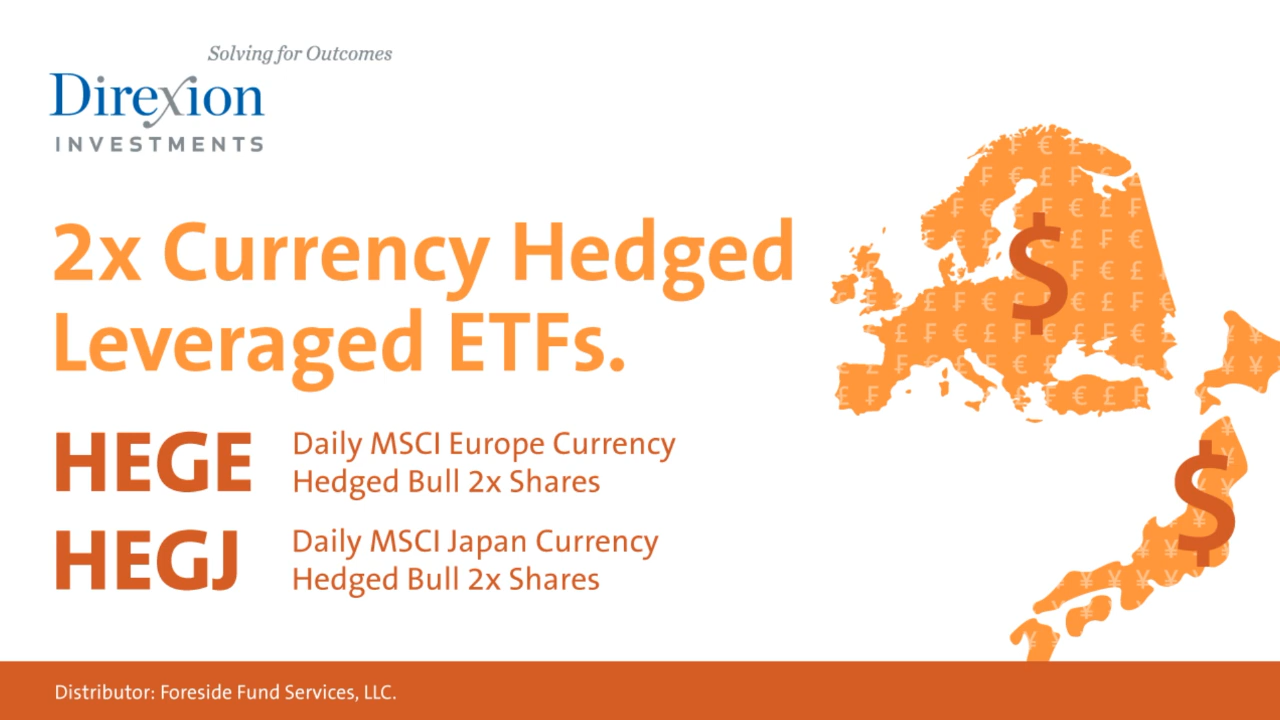 Solving for Outcomes
Direxion
INVESTMENTS
2x Currency Hedged
Leveraged ETFs.
HEGE
Daily MSCI Europe Currency
Hedged Bull 2x Shares
HEGJ
Daily MSCI Japan Currency
Hedged Bull 2x Shares
$
$
Distributor: Foreside Fund Services, LLC.